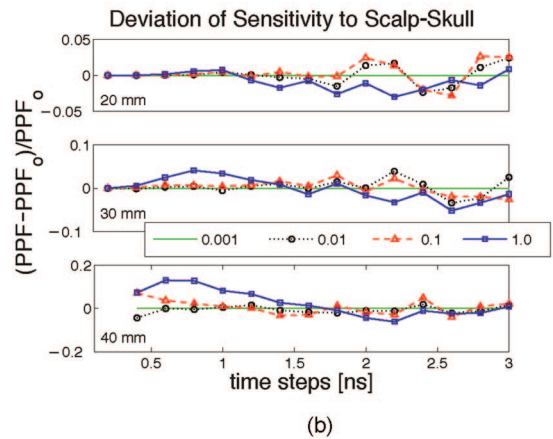 Deviation of Sensitivity to Scalp-Skull
(PPF-PPFo)/PPFo
0.05
0
−0.05
20 mm
0.1
0
−0.1
30 mm
0.001 0.01 0.1 1.0
0.2
0
−0.2
40 mm
0.5 1 1.5 2 2.5 3
time steps [ns]
(b)